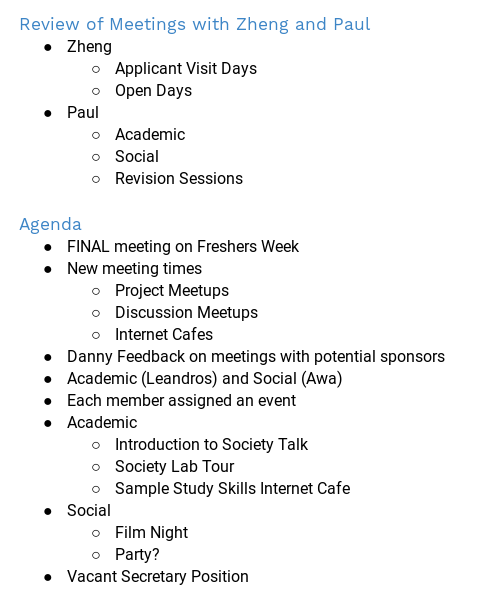 Review of Meetings with Zheng and Paul
● Zheng
○ Applicant Visit Days
○ Open Days
● Paul
○ Academic
○ Social
○ Revision Sessions
Agenda
● FINAL meeting on Freshers Week
● New meeting times
○ Project Meetups
○ Discussion Meetups
○ Internet Cafes
● Danny Feedback on meetings with potential sponsors
● Academic (Leandros) and Social (Awa)
● Each member assigned an event
● Academic
○ Introduction to Society Talk
○ Society Lab Tour
○ Sample Study Skills Internet Cafe
● Social
○ Film Night
○ Party?
● Vacant Secretary Position